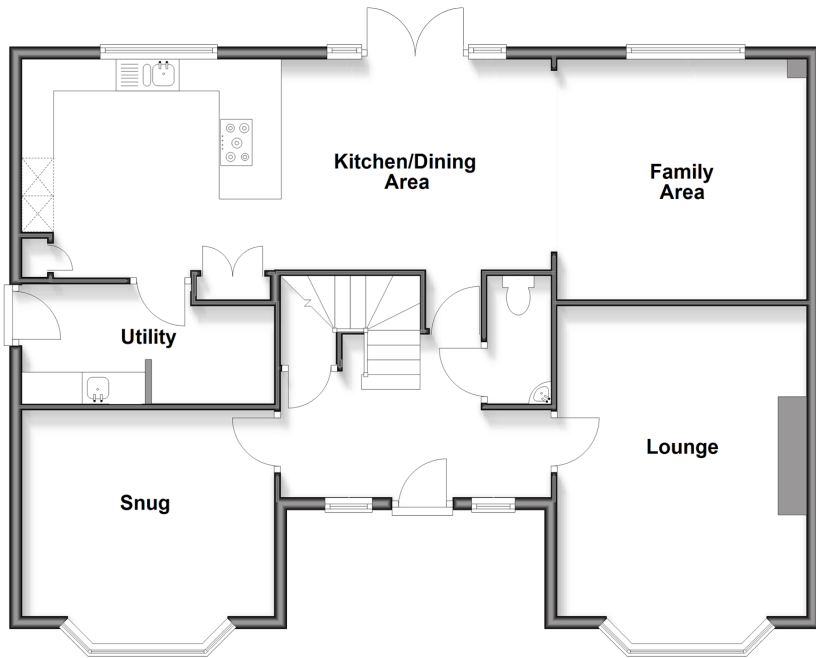 Kitchen/Dining
Area
Family
Area
Utility
Lounge
Snug